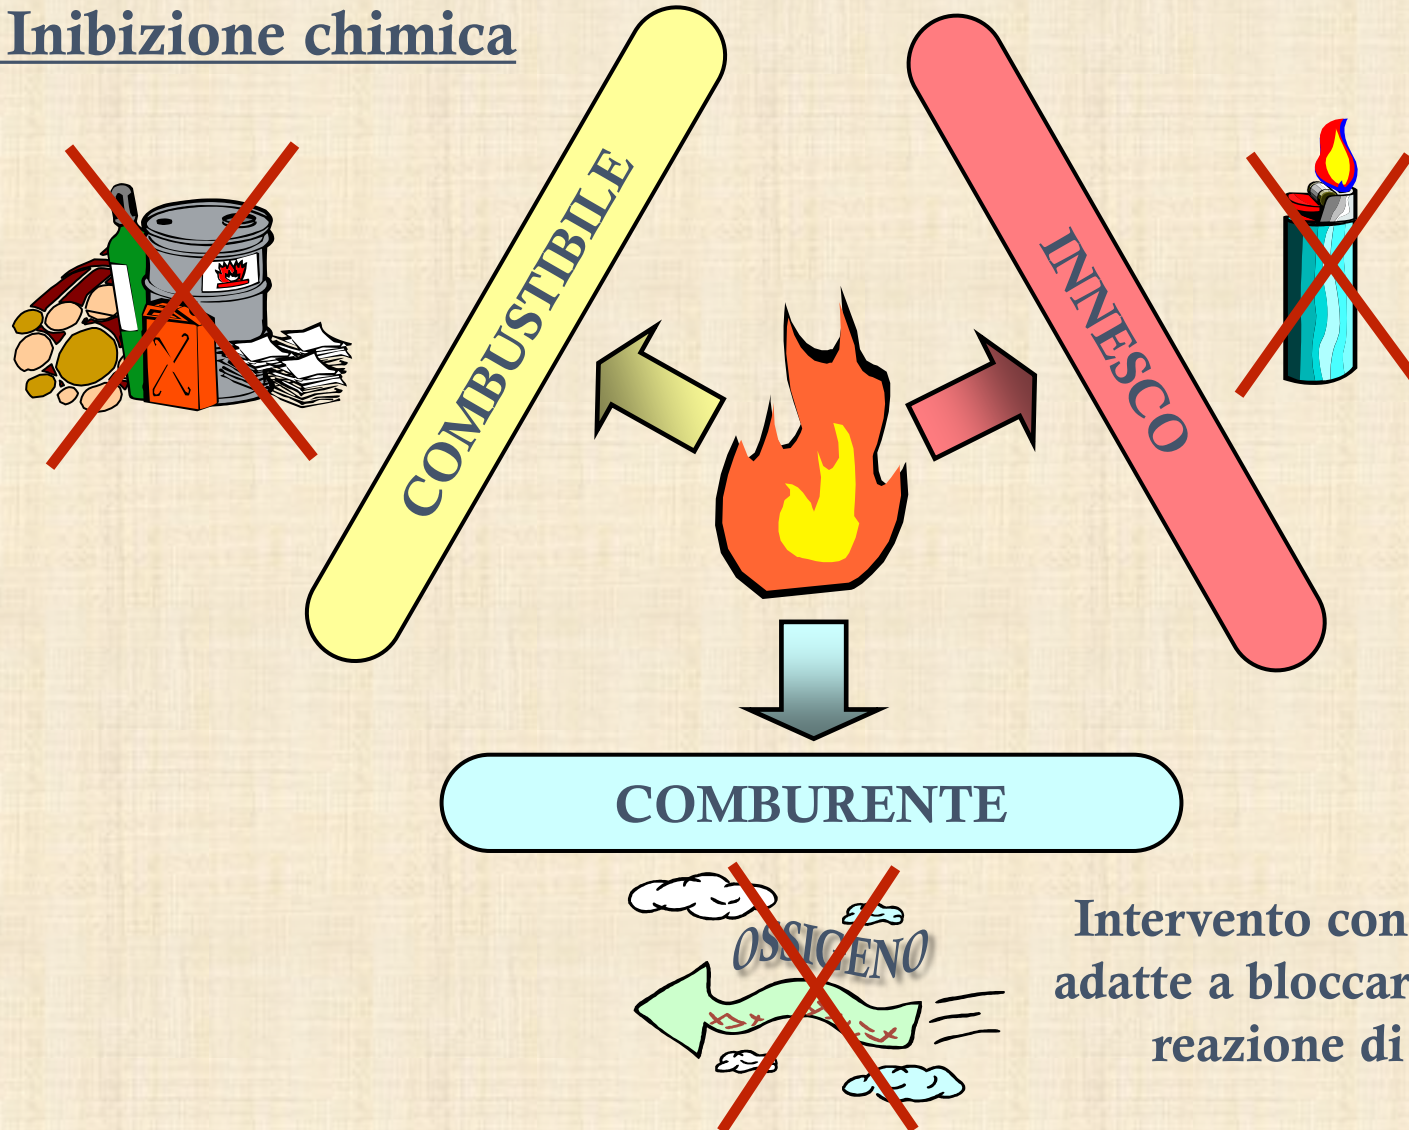 Inibizione chimica
COMBUSTIBILE
INNESCO
COMBURENTE
OSSIGENO
Intervento con
adatte a bloccar
reazione di